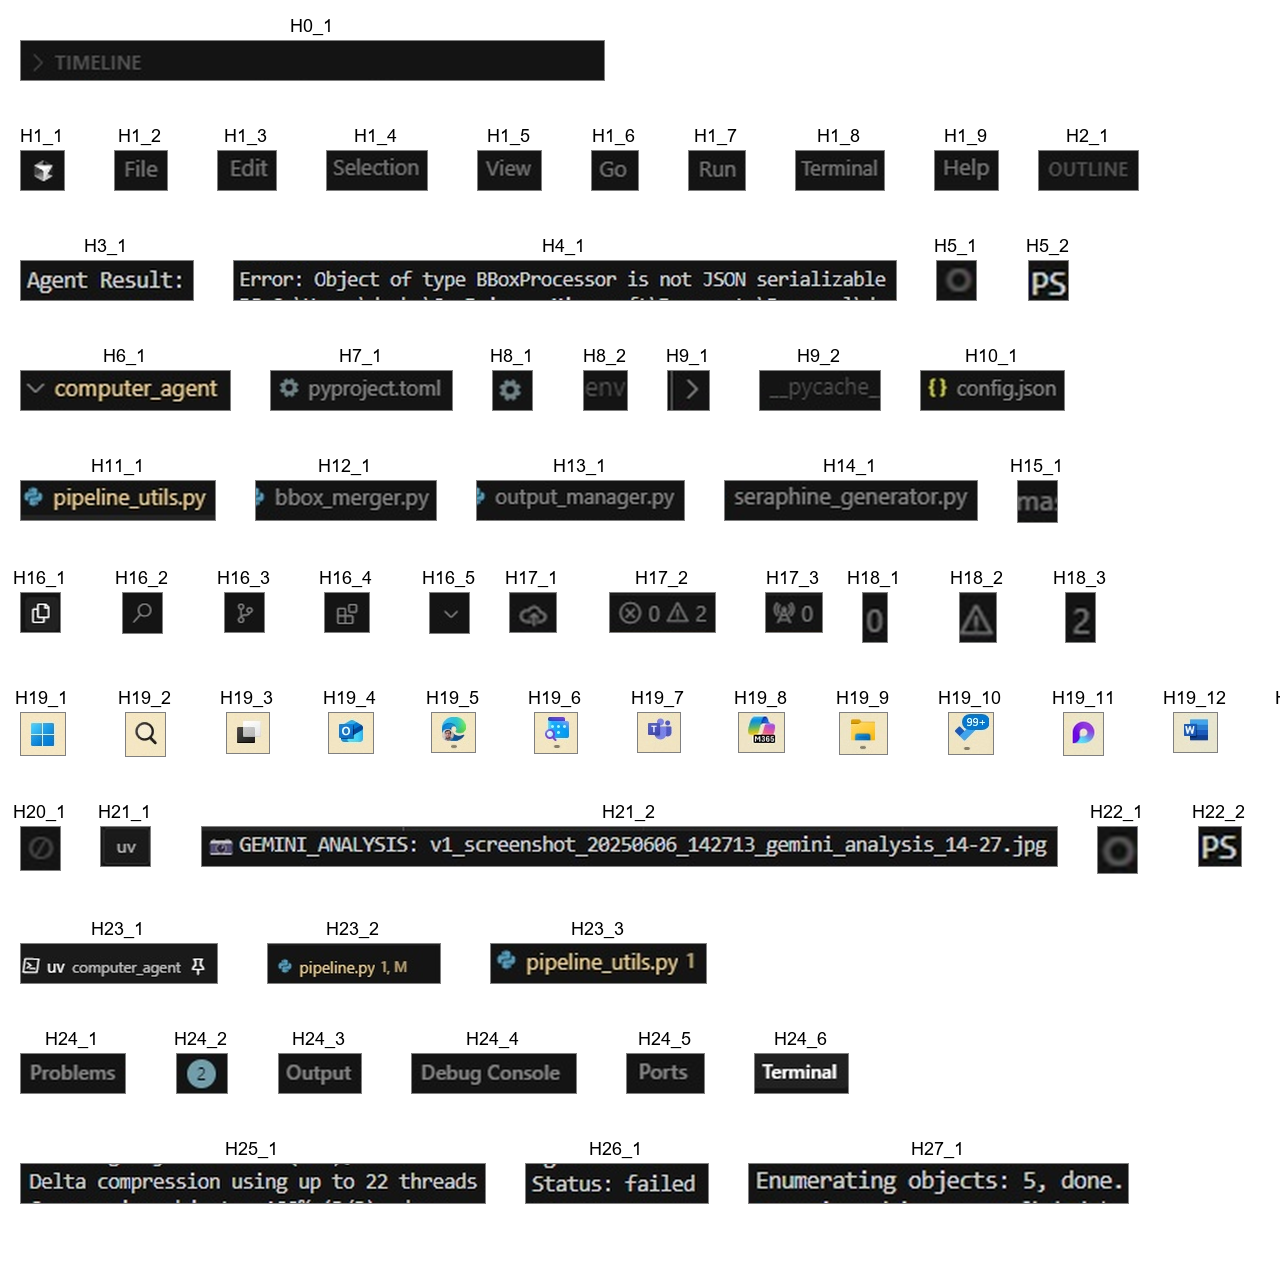 H0_1
TIMELINE
H1_1 H1_2 H1_3 H1_4 H1_5 H1_6 H1_7 H1_8 H1_9 H2_1
File Edit Selection View Go Run Terminal Help OUTLINE
H3_1 H4_1 H5_1 H5_2
Agent Result: Error: Object of type BBoxProcessor is not JSON serializable PS
H6_1 H7_1 H8_1 H8_2 H9_1 H9_2 H10_1
computer_agent pyproject.toml env __pycache_ {} config.json
H11_1 H12_1 H13_1 H14_1 H15_1
pipeline_utils.py bbox_merger.py output_manager.py seraphine_generator.py mas
H16_1 H16_2 H16_3 H16_4 H16_5 H17_1 H17_2 H17_3 H18_1 H18_2 H18_3
0 2 0 0 2
H19_1 H19_2 H19_3 H19_4 H19_5 H19_6 H19_7 H19_8 H19_9 H19_10 H19_11 H19_12
O M365 99+ W
H20_1 H21_1 H21_2 H22_1 H22_2
uv GEMINI_ANALYSIS: v1_screenshot_20250606_142713_gemini_analysis_14-27.jpg PS
H23_1 H23_2 H23_3
uv computer_agent pipeline.py 1, M pipeline_utils.py 1
H24_1 H24_2 H24_3 H24_4 H24_5 H24_6
Problems 2 Output Debug Console Ports Terminal
H25_1 H26_1 H27_1
Delta compression using up to 22 threads Status: failed Enumerating objects: 5, done.